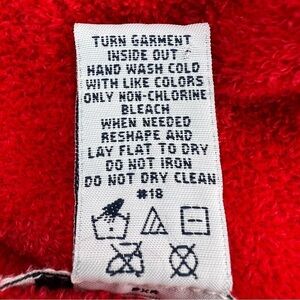 TURN GARMENT
INSIDE OUT
HAND WASH COLD
WITH LIKE COLORS
ONLY NON-CHLORINE
BLEACH
WHEN NEEDED
RESHAPE AND
LAY FLAT TO DRY
DO NOT IRON
DO NOT DRY CLEAN
#18